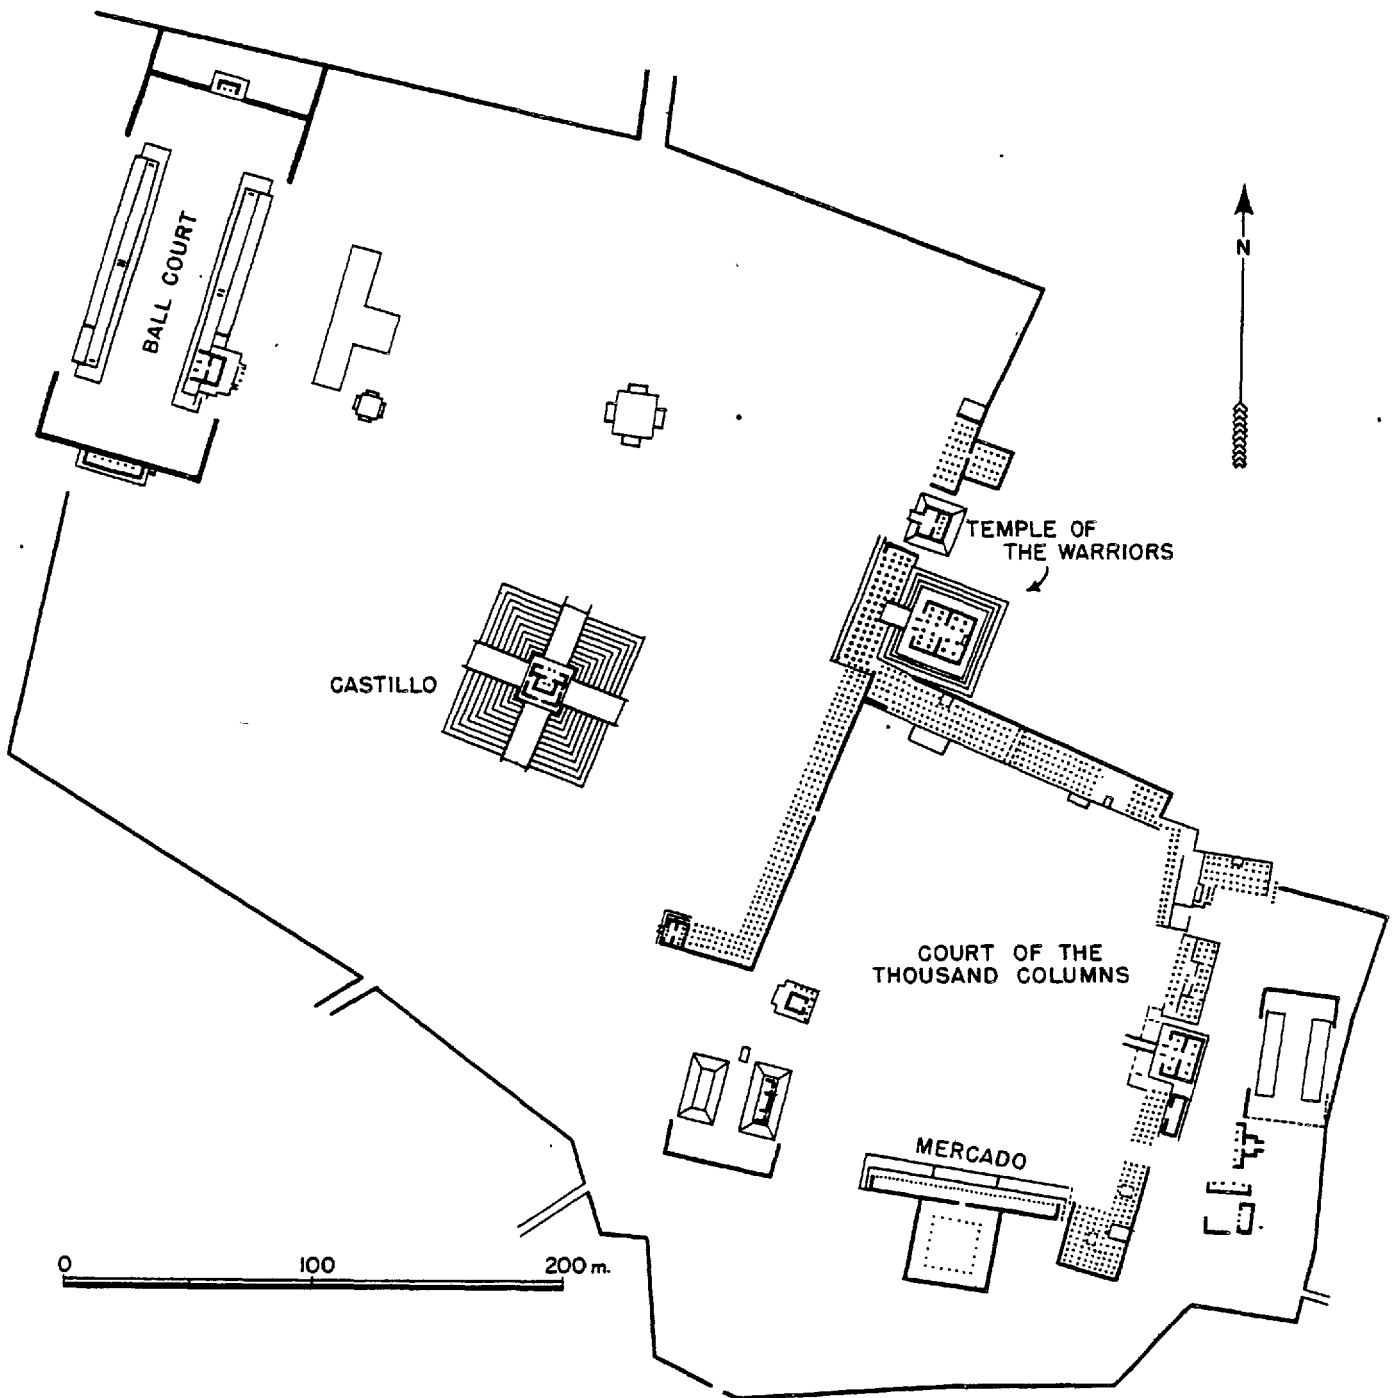 BALL COURT
N
TEMPLE OF
THE WARRIORS
CASTILLO
COURT OF THE
THOUSAND COLUMNS
MERCADO
0 100 200 m.